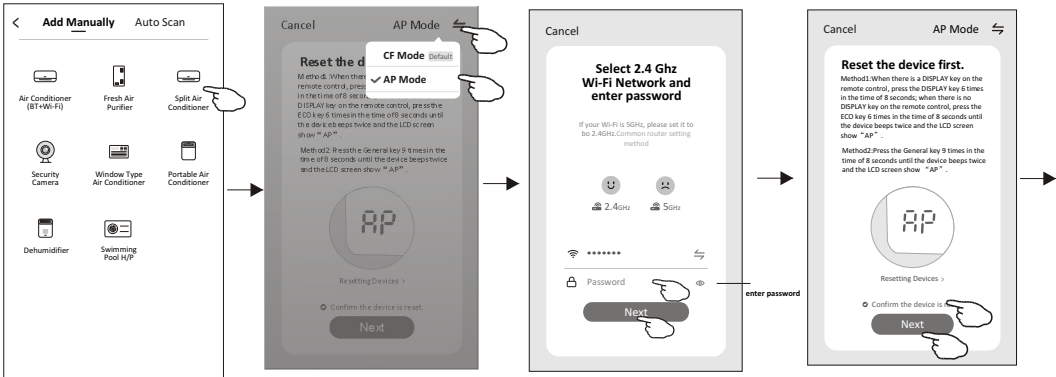 < Add Manually Auto Scan
Air Conditioner
(BT+Wi-Fi)
Fresh Air
Purifier
Split Air
Conditioner
Security
Camera
Window Type
Air Conditioner
Portable Air
Conditioner
Dehumidifier
Swimming
Pool H/P
Cancel AP Mode
CF Mode Default
AP Mode
Reset the d
Method1:When there
remote control, press
in the time of 8 secon
DISPLAY key on the remote control, press the
ECO key 6 times in the time of 8 seconds until
the device beeps twice and the LCD screen
show “AP”.
Method2: Press the General key 9 times in the
time of 8 seconds until the device beeps twice
and the LCD screen show “AP”.
AP
Resetting Devices >
Confirm the device is reset.
Next
Cancel
Select 2.4 Ghz
Wi-Fi Network and
enter password
If your Wi-Fi is 5GHz, please set it to
bo 2.4GHz.Common router setting
method
2.4GHz 5GHz
*******
Password
Next
enter password
Cancel AP Mode
Reset the device first.
Method1:When there is a DISPLAY key on the
remote control, press the DISPLAY key 6 times
in the time of 8 seconds; when there is no
DISPLAY key on the remote control, press the
ECO key 6 times in the time of 8 seconds until
the device beeps twice and the LCD screen
show “AP”.
Method2:Press the General key 9 times in the
time of 8 seconds until the device beeps twice
and the LCD screen show “AP”.
AP
Resetting Devices >
Confirm the device is
Next